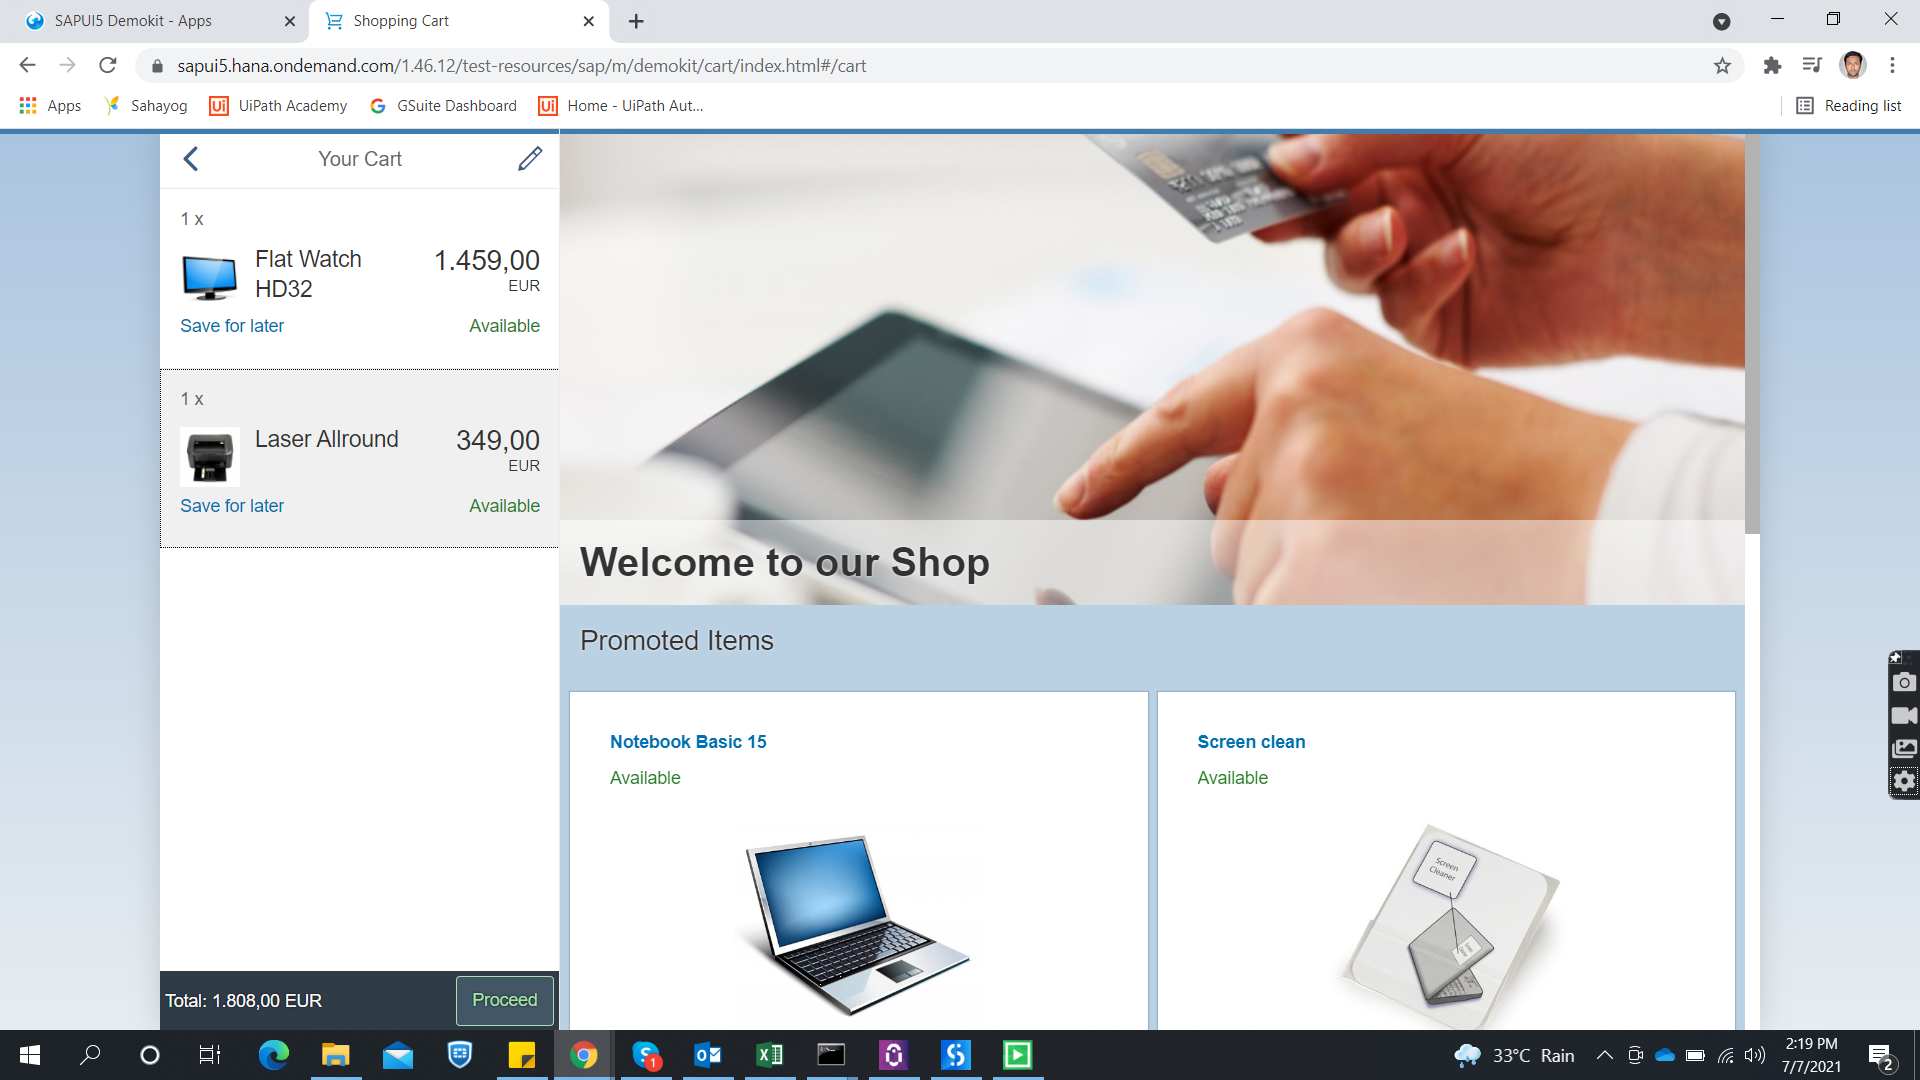 SAPUI5 Demokit - Apps
Shopping Cart
sapui5.hana.ondemand.com/1.46.12/test-resources/sap/m/demokit/cart/index.html#/cart
Apps
Sahayog
UiPath Academy
GSuite Dashboard
Home - UiPath Aut...
Reading list
Your Cart
1 x
Flat Watch
HD32
1.459,00
EUR
Save for later
Available
1 x
Laser Allround
349,00
EUR
Save for later
Available
Total: 1.808,00 EUR
Proceed
Welcome to our Shop
Promoted Items
Notebook Basic 15
Available
Screen clean
Available
Screen
Cleaner
33°C Rain
2:19 PM
7/7/2021
1
2